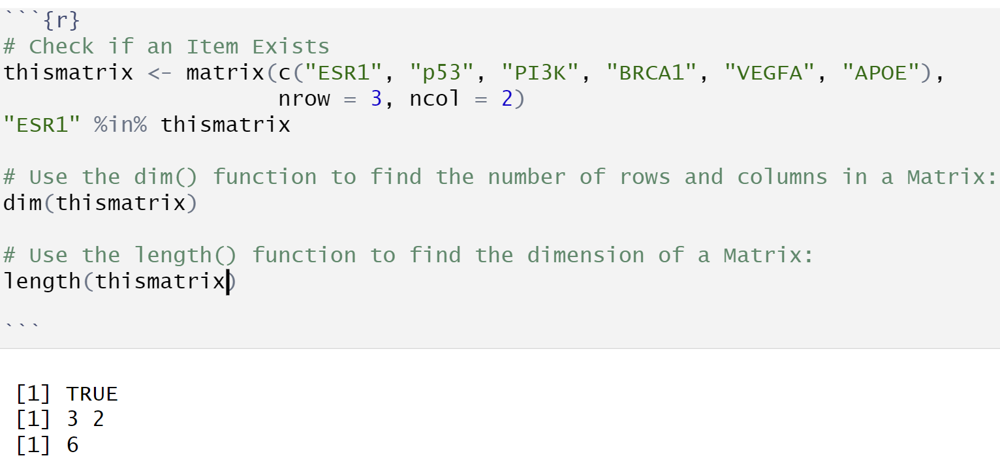 ```{r}
# Check if an Item Exists
thismatrix <- matrix(c("ESR1", "p53", "PI3K", "BRCA1", "VEGFA", "APOE"),
                     nrow = 3, ncol = 2)
"ESR1" %in% thismatrix

# Use the dim() function to find the number of rows and columns in a Matrix:
dim(thismatrix)

# Use the length() function to find the dimension of a Matrix:
length(thismatrix)

```
[1] TRUE
[1] 3 2
[1] 6